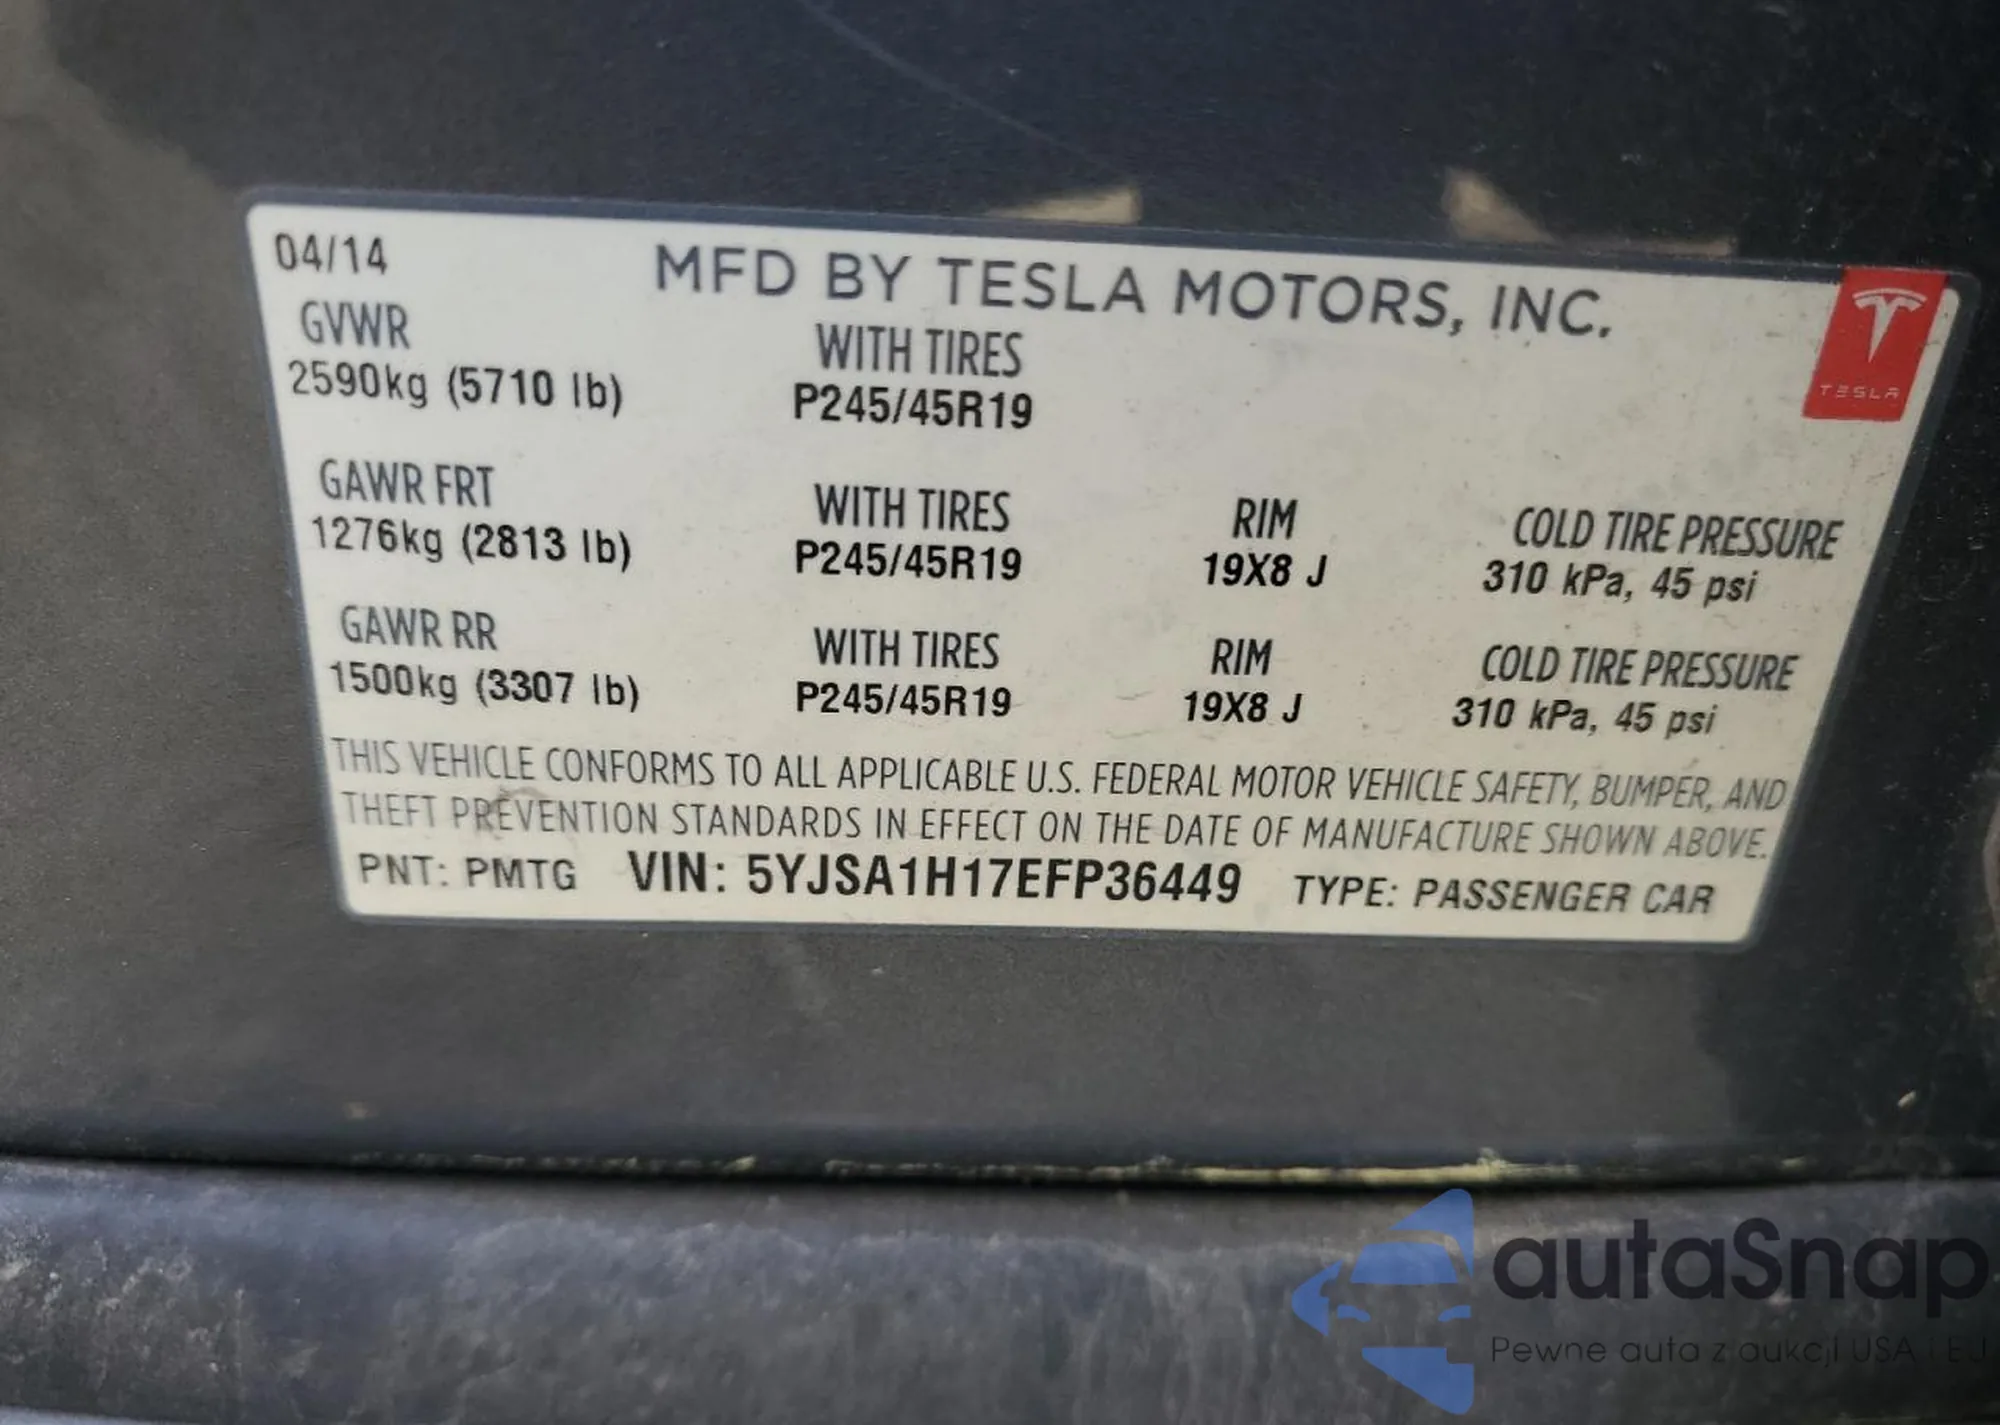 04/14 MFD BY TESLA MOTORS, INC.
GVWR WITH TIRES
2590kg (5710 lb) P245/45R19
TESLA
GAWR FRT WITH TIRES RIM COLD TIRE PRESSURE
1276kg (2813 lb) P245/45R19 19X8 J 310 kPa, 45 psi
GAWR RR WITH TIRES RIM COLD TIRE PRESSURE
1500kg (3307 lb) P245/45R19 19X8 J 310 kPa, 45 psi
THIS VEHICLE CONFORMS TO ALL APPLICABLE U.S. FEDERAL MOTOR VEHICLE SAFETY, BUMPER, AND
THEFT PREVENTION STANDARDS IN EFFECT ON THE DATE OF MANUFACTURE SHOWN ABOVE.
PNT: PMTG VIN: 5YJSA1H17EFP36449 TYPE: PASSENGER CAR
autaSnap
Pewne auta z aukcji USA i EU